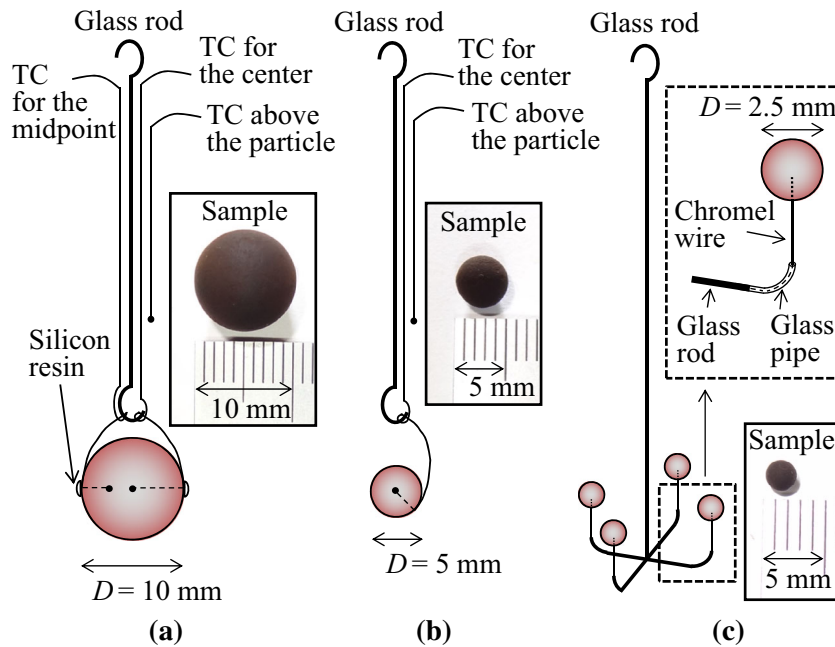 Glass rod
TC
for the
midpoint
TC for
the center
TC above
the particle
Sample
10 mm
Silicon
resin
D = 10 mm
(a)
Glass rod
TC for
the center
TC above
the particle
Sample
5 mm
D = 5 mm
(b)
Glass rod
D = 2.5 mm
Chromel
wire
Glass
rod
Glass
pipe
Sample
5 mm
(c)